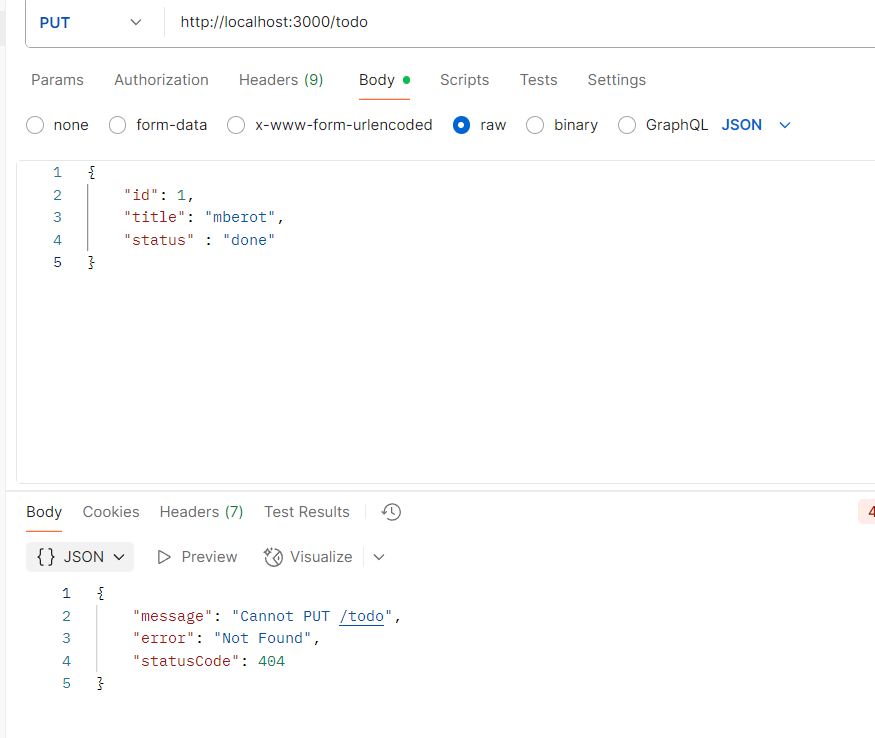 PUT http://localhost:3000/todo
Params Authorization Headers (9) Body Scripts Tests Settings
none form-data x-www-form-urlencoded raw binary GraphQL JSON
1 {
2 "id": 1,
3 "title": "mberot",
4 "status" : "done"
5 }
Body Cookies Headers (7) Test Results
4
{} JSON Preview Visualize
1 {
2 "message": "Cannot PUT /todo",
3 "error": "Not Found",
4 "statusCode": 404
5 }